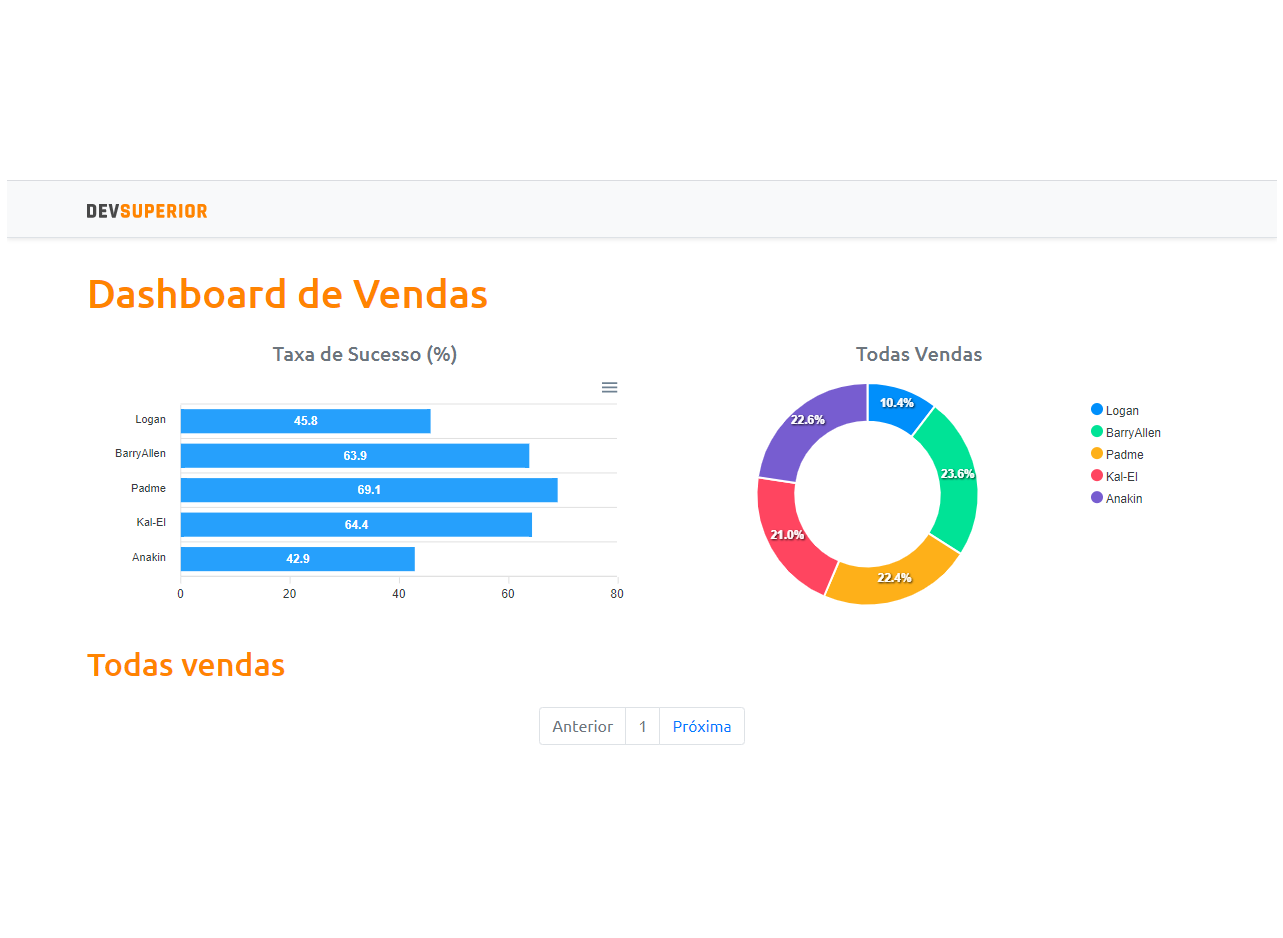 DEVSUPERIOR
Dashboard de Vendas
Taxa de Sucesso (%)
Logan 45.8
BarryAllen 63.9
Padme 69.1
Kal-El 64.4
Anakin 42.9
0 20 40 60 80
Todas Vendas
10.4%
23.6%
22.4%
21.0%
22.6%
Logan
BarryAllen
Padme
Kal-El
Anakin
Todas vendas
Anterior 1 Próxima